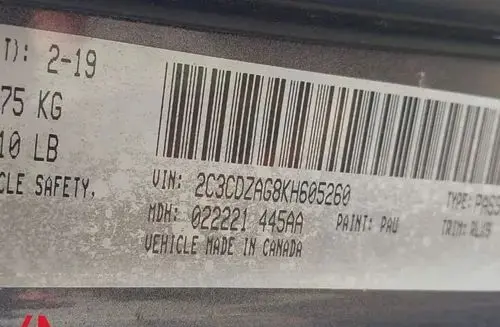 T): 2-19
75 KG
10 LB
CLE SAFETY,
VIN: 2C3CDZAG8KH605260
MDH: 022221 445AA
PAINT: PAU
VEHICLE MADE IN CANADA
TYPE: PASS
TRIM: